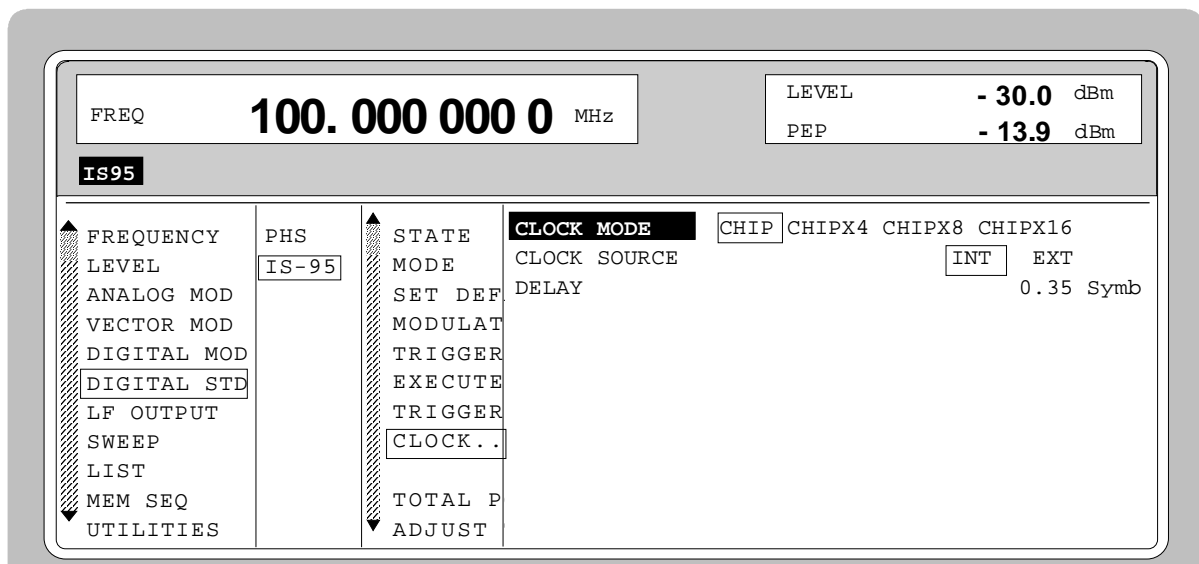 FREQ 100. 000 000 0 MHz
LEVEL - 30.0 dBm
PEP - 13.9 dBm
IS95
FREQUENCY
LEVEL
ANALOG MOD
VECTOR MOD
DIGITAL MOD
DIGITAL STD
LF OUTPUT
SWEEP
LIST
MEM SEQ
UTILITIES
PHS
IS-95
STATE
MODE
SET DEF
MODULAT
TRIGGER
EXECUTE
TRIGGER
CLOCK..
TOTAL P
ADJUST
CLOCK MODE CHIP CHIPX4 CHIPX8 CHIPX16
CLOCK SOURCE INT EXT
DELAY 0.35 Symb